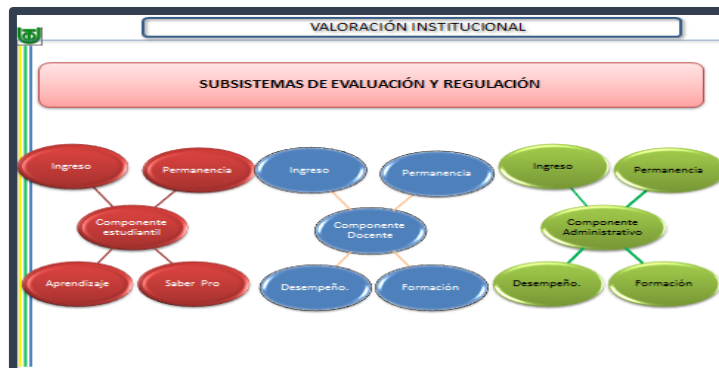 VALORACIÓN INSTITUCIONAL
SUBSISTEMAS DE EVALUACIÓN Y REGULACIÓN
Ingreso
Permanencia
Componente
estudiantil
Aprendizaje
Saber Pro
Ingreso
Permanencia
Componente
Docente
Desempeño.
Formación
Ingreso
Permanencia
Componente
Administrativo
Desempeño.
Formación